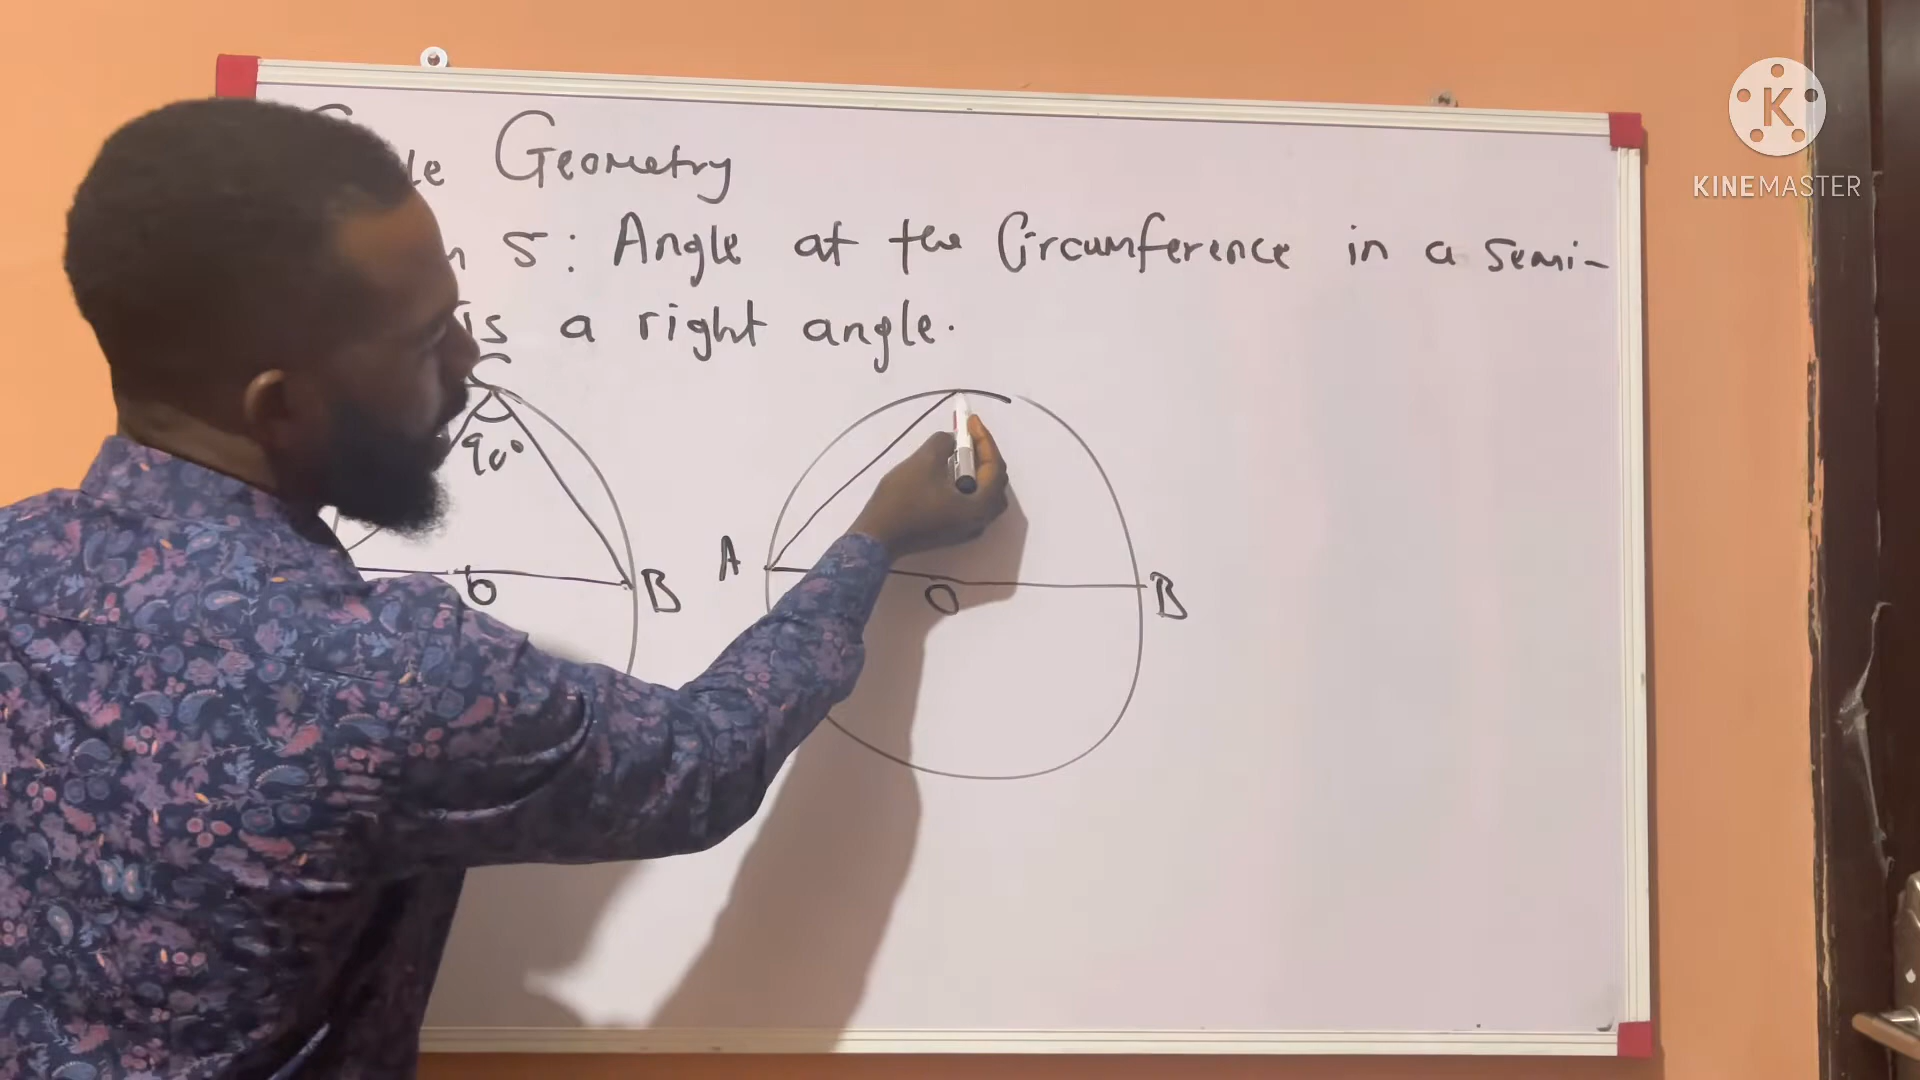 Geometry
5: Angle at the Circumference in a semi-
is a right angle.
C
90°
A
B
O
B
O
KINEMASTER